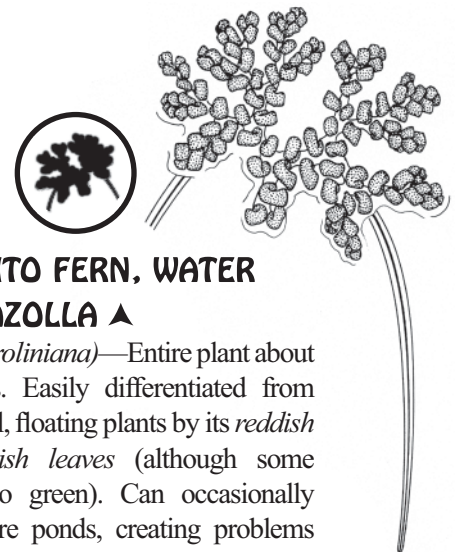 TO FERN, WATER
ZOLLA
roliniana)—Entire plant about
. Easily differentiated from
, floating plants by its reddish
ish leaves (although some
o green). Can occasionally
re ponds, creating problems